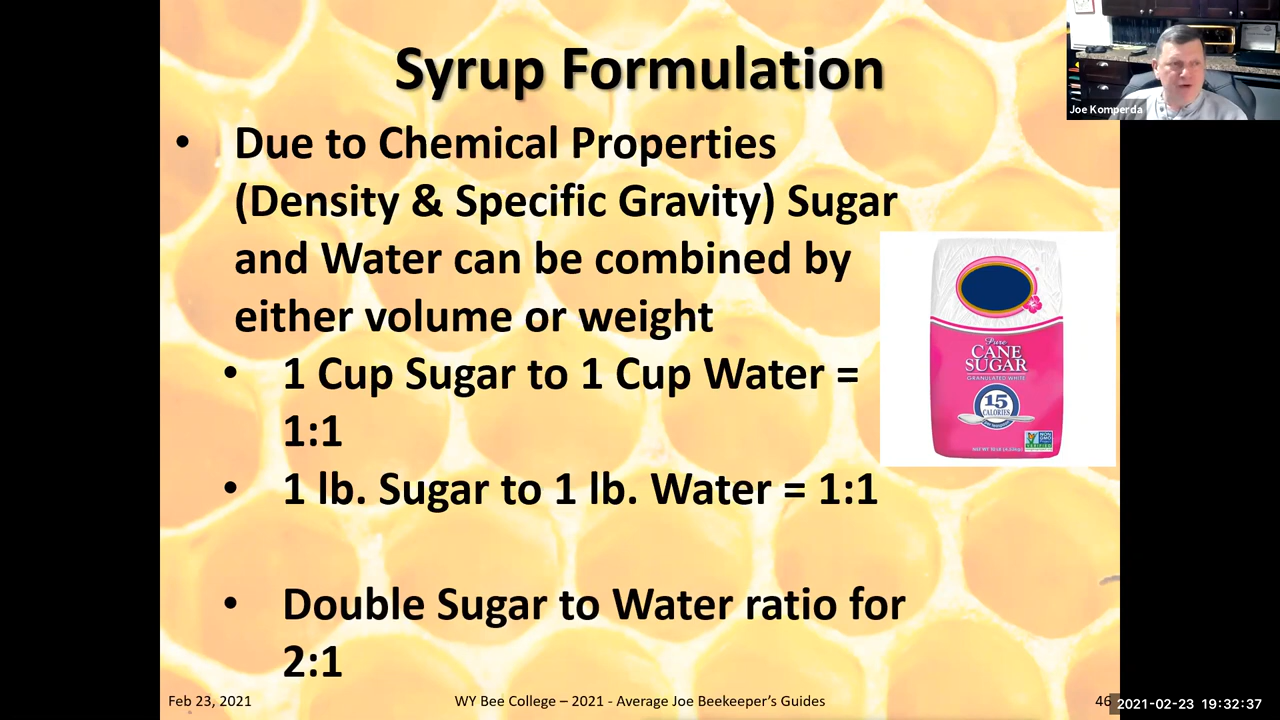 Syrup Formulation
Joe Komperda
• Due to Chemical Properties
(Density & Specific Gravity) Sugar
and Water can be combined by
either volume or weight
• 1 Cup Sugar to 1 Cup Water =
1:1
• 1 lb. Sugar to 1 lb. Water = 1:1
• Double Sugar to Water ratio for
2:1
Pure
CANE
SUGAR
GRANULATED WHITE
15
CALORIES
NON
GMO
Feb 23, 2021
WY Bee College – 2021 - Average Joe Beekeeper’s Guides
46
2021-02-23 19:32:37